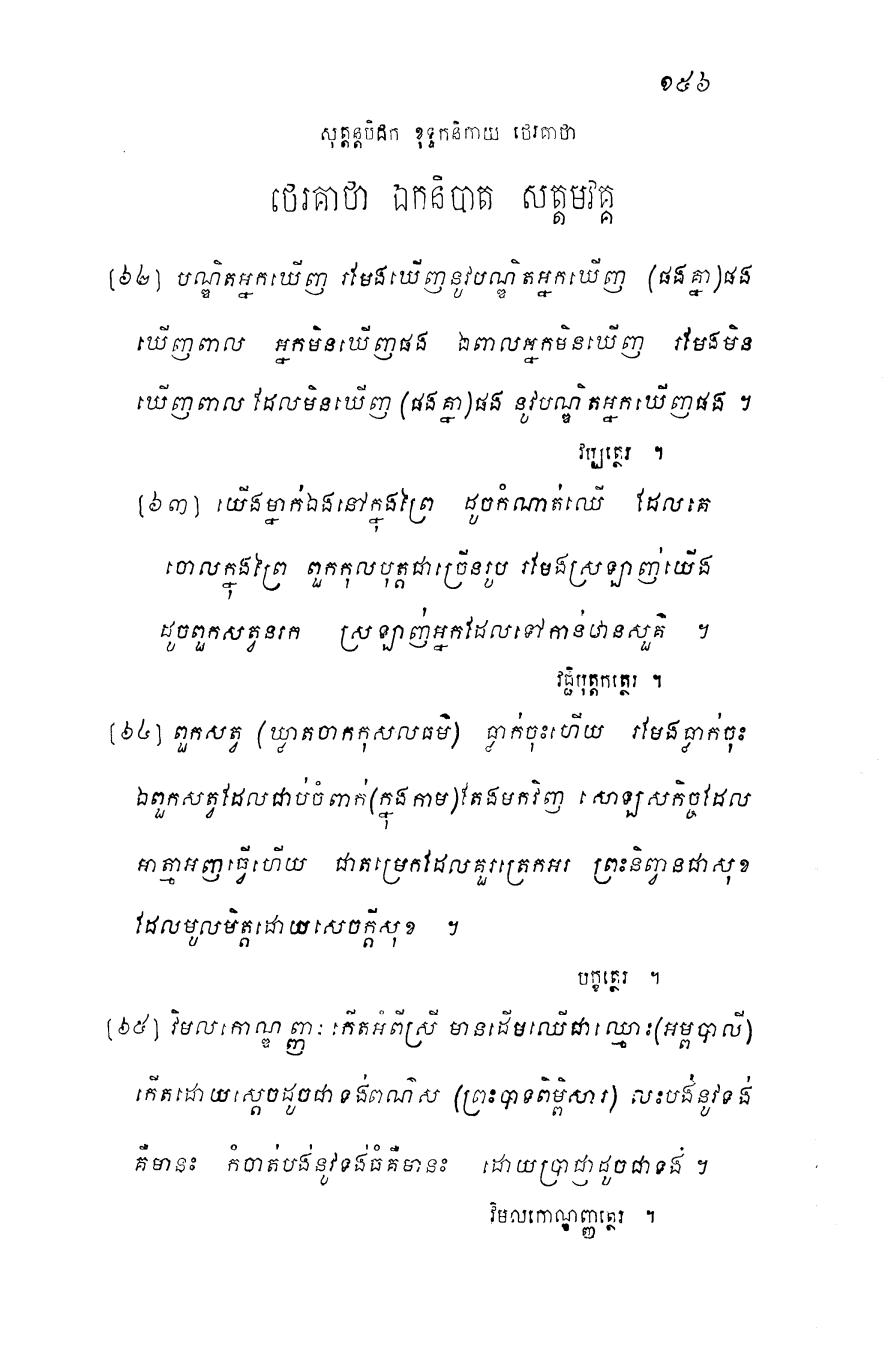 ១៥៦
សុត្តន្តបិដក ខុទ្ទកនិកាយ ថេរគាថា
ថេរគាថា ឯកនិបាត សត្តមវគ្គ
[៦២] បណ្ឌិតអ្នកឃើញ រមែងឃើញនូវបណ្ឌិតអ្នកឃើញ (ផងគ្នា)ផង
ឃើញពាល អ្នកមិនឃើញផង ឯពាលអ្នកមិនឃើញ រមែងមិន
ឃើញពាល ដែលមិនឃើញ (ផងគ្នា)ផង នូវបណ្ឌិតអ្នកឃើញផង ។
វប្បត្ថេរ ។
[៦៣] យើងម្នាក់ឯងនៅក្នុងព្រៃ ដូចកំណាត់ឈើ ដែលគេ
ចោលក្នុងព្រៃ ពួកកុលបុត្តជាច្រើនរូប រមែងស្រឡាញ់យើង
ដូចពួកសត្វនរក ស្រឡាញ់អ្នកដែលទៅកាន់ឋានសួគ៌ ។
វជ្ជិបុត្តកត្ថេរ ។
[៦៤] ពួកសត្វ (ឃ្លាតចាកកុសលធម៌) ធ្លាក់ចុះហើយ រមែងធ្លាក់ចុះ
ឯពួកសត្វដែលជាប់ចំពាក់(ក្នុងកាម)តែងមកវិញ សោឡសកិច្ចដែល
អាត្មាអញធ្វើហើយ ជាតម្រេកដែលគួរត្រេកអរ ព្រះនិព្វានជាសុខ
ដែលមូលមិត្តដោយសេចក្តីសុខ ។
បក្ខត្ថេរ ។
[៦៥] វិមលកោណ្ឌញ្ញៈ កើតអំពីស្រី មានដើមឈើជាឈ្មោះ(អម្ពបាលី)
កើតដោយស្តេចដូចជាទង់ពណ៌ស (ព្រះបាទពិម្ពិសារ) លះបង់នូវទង់
គឺមានះ កំចាត់បង់នូវទង់ធំគឺមានះ ដោយប្រាជ្ញាដូចជាទង់ ។
វិមលកោណ្ឌញ្ញត្ថេរ ។